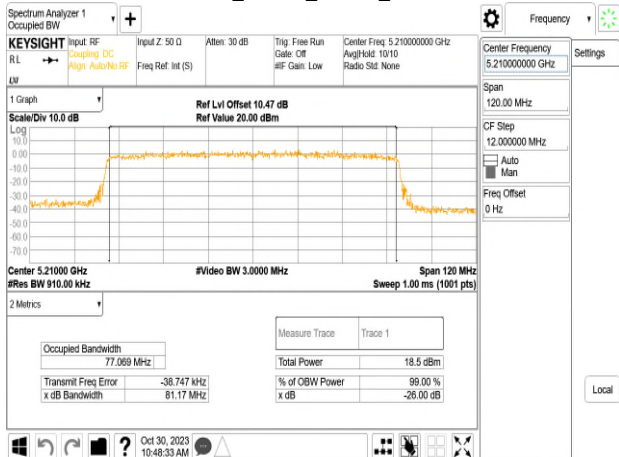 Spectrum Analyzer 1
Occupied BW
+
Frequency
KEYSIGHT
Input: RF
Input Z: 50 Ω
Atten: 30 dB
Trig: Free Run
Center Freq: 5.210000000 GHz
RL
Coupling: DC
Gate: Off
Avg|Hold: 10/10
Align: Auto/No RF
Freq Ref: Int (S)
#IF Gain: Low
Radio Std: None
LXI
Center Frequency
5.210000000 GHz
Settings
Span
120.00 MHz
CF Step
12.000000 MHz
Auto
Man
Freq Offset
0 Hz
Local
1 Graph
Ref Lvl Offset 10.47 dB
Scale/Div 10.0 dB
Ref Value 20.00 dBm
Log
10.0
0.00
-10.0
-20.0
-30.0
-40.0
-50.0
-60.0
-70.0
Center 5.21000 GHz
#Video BW 3.0000 MHz
Span 120 MHz
#Res BW 910.00 kHz
Sweep 1.00 ms (1001 pts)
2 Metrics
Measure Trace
Trace 1
Occupied Bandwidth
77.069 MHz
Total Power
18.5 dBm
Transmit Freq Error
-38.747 kHz
% of OBW Power
99.00 %
x dB Bandwidth
81.17 MHz
x dB
-26.00 dB
?
Oct 30, 2023
10:48:33 AM